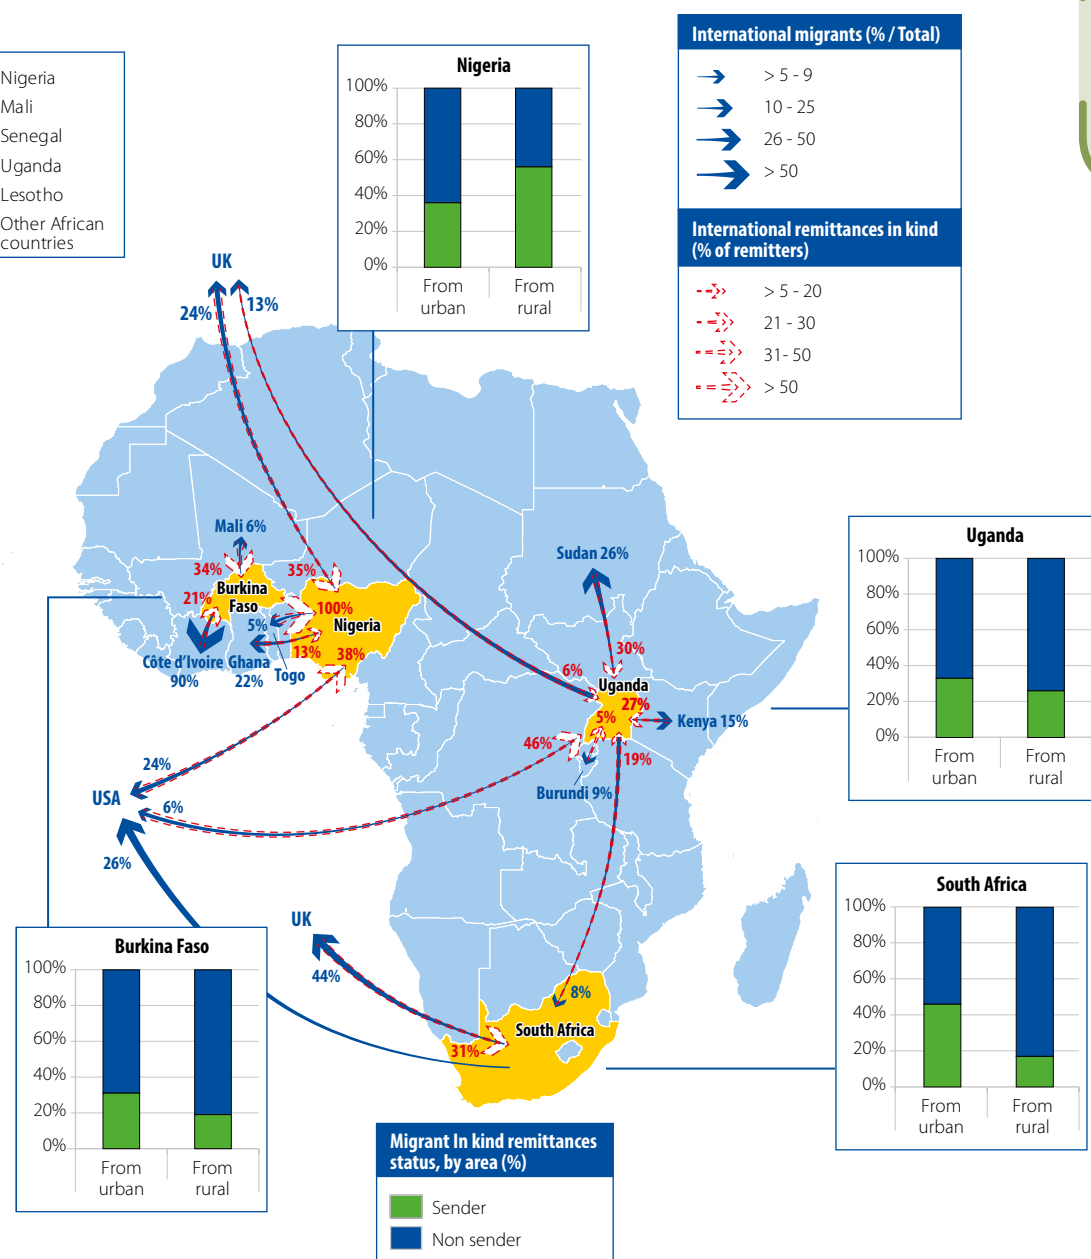 Nigeria
Mali
Senegal
Uganda
Lesotho
Other African
countries
Nigeria
100%
80%
60%
40%
20%
0%
From
urban
From
rural
International migrants (% / Total)
> 5 - 9
10 - 25
26 - 50
> 50
International remittances in kind
(% of remitters)
> 5 - 20
21 - 30
31- 50
> 50
UK
24%
13%
Mali 6%
34%
35%
21%
Burkina
Faso
100%
5%
Nigeria
13%
38%
Côte d’Ivoire
90%
Ghana
22%
Togo
Sudan 26%
30%
6%
Uganda
27%
5%
Kenya 15%
46%
19%
Burundi 9%
24%
USA
6%
26%
UK
44%
8%
South Africa
31%
Uganda
100%
80%
60%
40%
20%
0%
From
urban
From
rural
South Africa
100%
80%
60%
40%
20%
0%
From
urban
From
rural
Burkina Faso
100%
80%
60%
40%
20%
0%
From
urban
From
rural
Migrant In kind remittances
status, by area (%)
Sender
Non sender